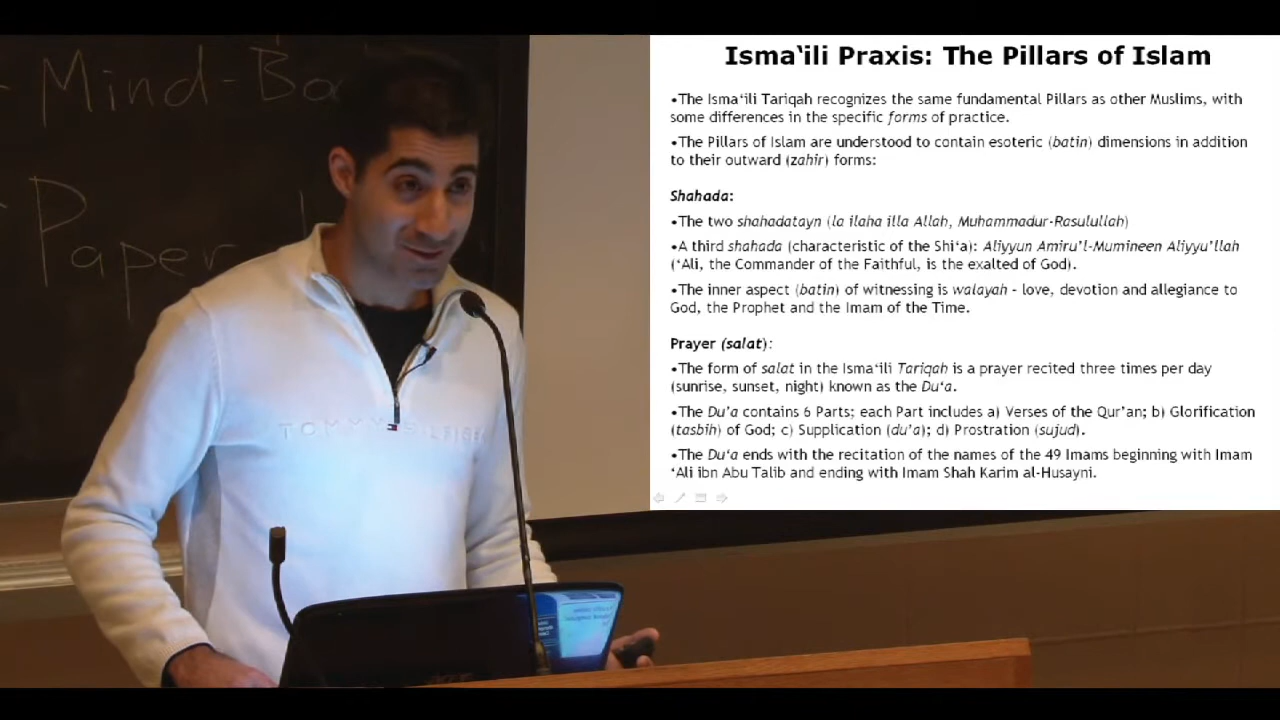 Mind-Bo
Paper
TOMMY HILFIGER
Isma‘ili Praxis: The Pillars of Islam
•The Isma‘ili Tariqah recognizes the same fundamental Pillars as other Muslims, with
some differences in the specific forms of practice.
•The Pillars of Islam are understood to contain esoteric (batin) dimensions in addition
to their outward (zahir) forms:
Shahada:
•The two shahadatayn (la ilaha illa Allah, Muhammadur-Rasulullah)
•A third shahada (characteristic of the Shi‘a): Aliyyun Amiru’l-Mumineen Aliyyu’llah
(‘Ali, the Commander of the Faithful, is the exalted of God).
•The inner aspect (batin) of witnessing is walayah – love, devotion and allegiance to
God, the Prophet and the Imam of the Time.
Prayer (salat):
•The form of salat in the Isma‘ili Tariqah is a prayer recited three times per day
(sunrise, sunset, night) known as the Du‘a.
•The Du’a contains 6 Parts; each Part includes a) Verses of the Qur’an; b) Glorification
(tasbih) of God; c) Supplication (du’a); d) Prostration (sujud).
•The Du‘a ends with the recitation of the names of the 49 Imams beginning with Imam
‘Ali ibn Abu Talib and ending with Imam Shah Karim al-Husayni.